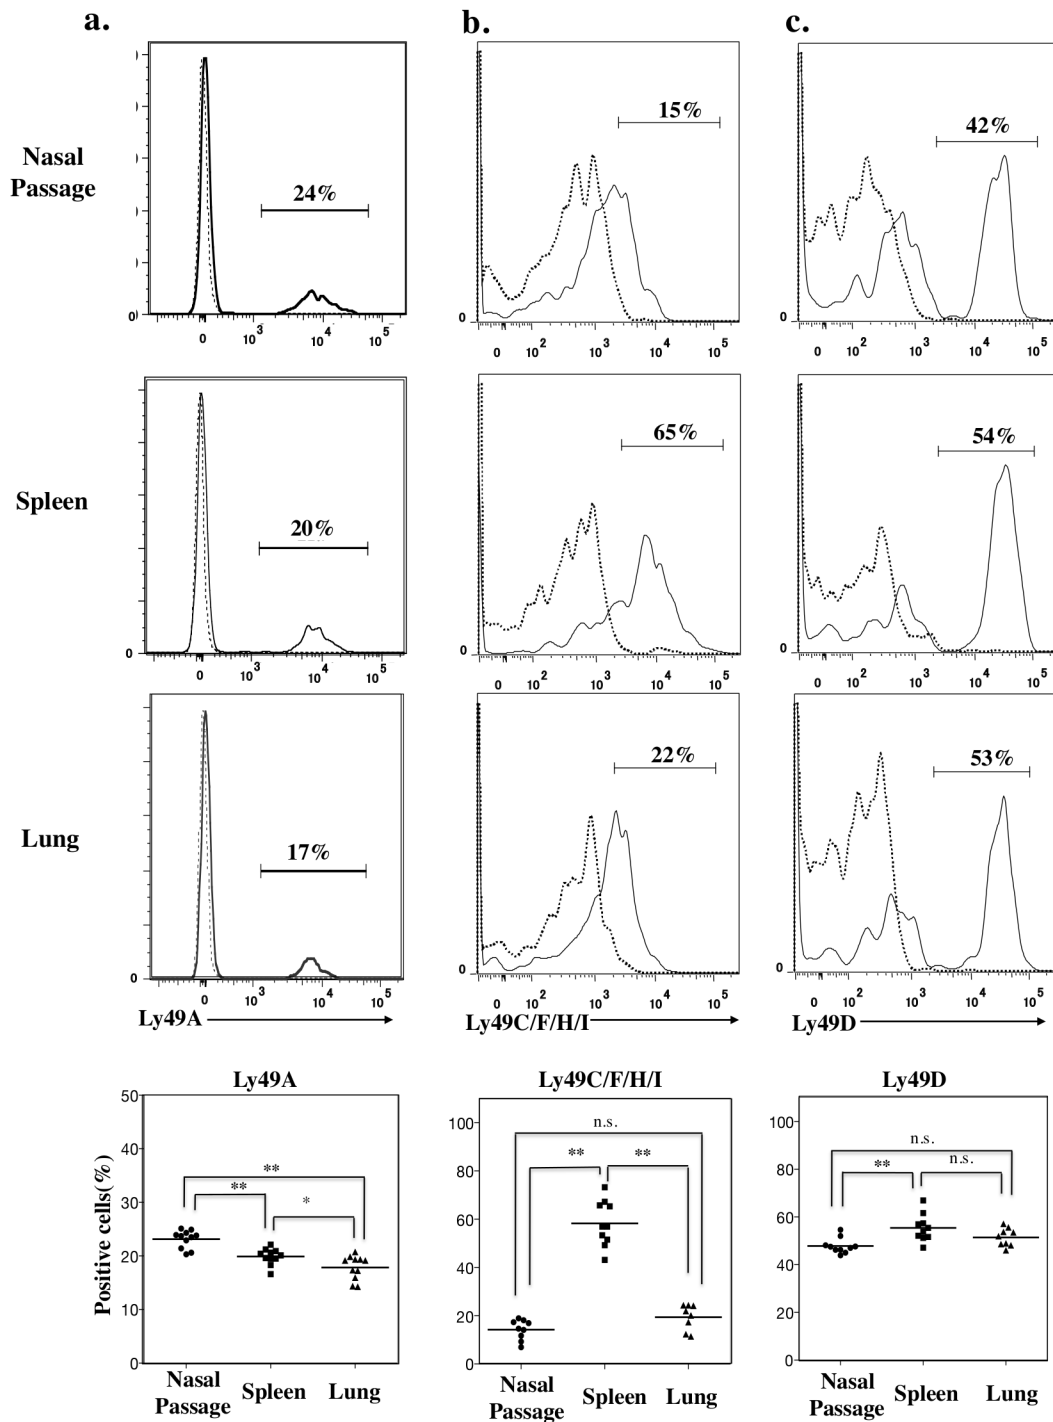 a. b. c.
Nasal
Passage
24%
15%
42%
0
0 10³ 10⁴ 10⁵
0
0 10² 10³ 10⁴ 10⁵
0
0 10² 10³ 10⁴ 10⁵
Spleen
20%
65%
54%
0
0 10³ 10⁴ 10⁵
0
0 10² 10³ 10⁴ 10⁵
0
0 10² 10³ 10⁴ 10⁵
Lung
17%
22%
53%
0
0 10³ 10⁴ 10⁵
0
0 10² 10³ 10⁴ 10⁵
0
0 10² 10³ 10⁴ 10⁵
Ly49A
Ly49C/F/H/I
Ly49D
Ly49A
Positive cells(%)
50
40
30
20
10
0
**
**
*
Nasal
Passage
Spleen
Lung
Ly49C/F/H/I
100
80
60
40
20
0
n.s.
**
**
Nasal
Passage
Spleen
Lung
Ly49D
100
80
60
40
20
0
n.s.
**
n.s.
Nasal
Passage
Spleen
Lung